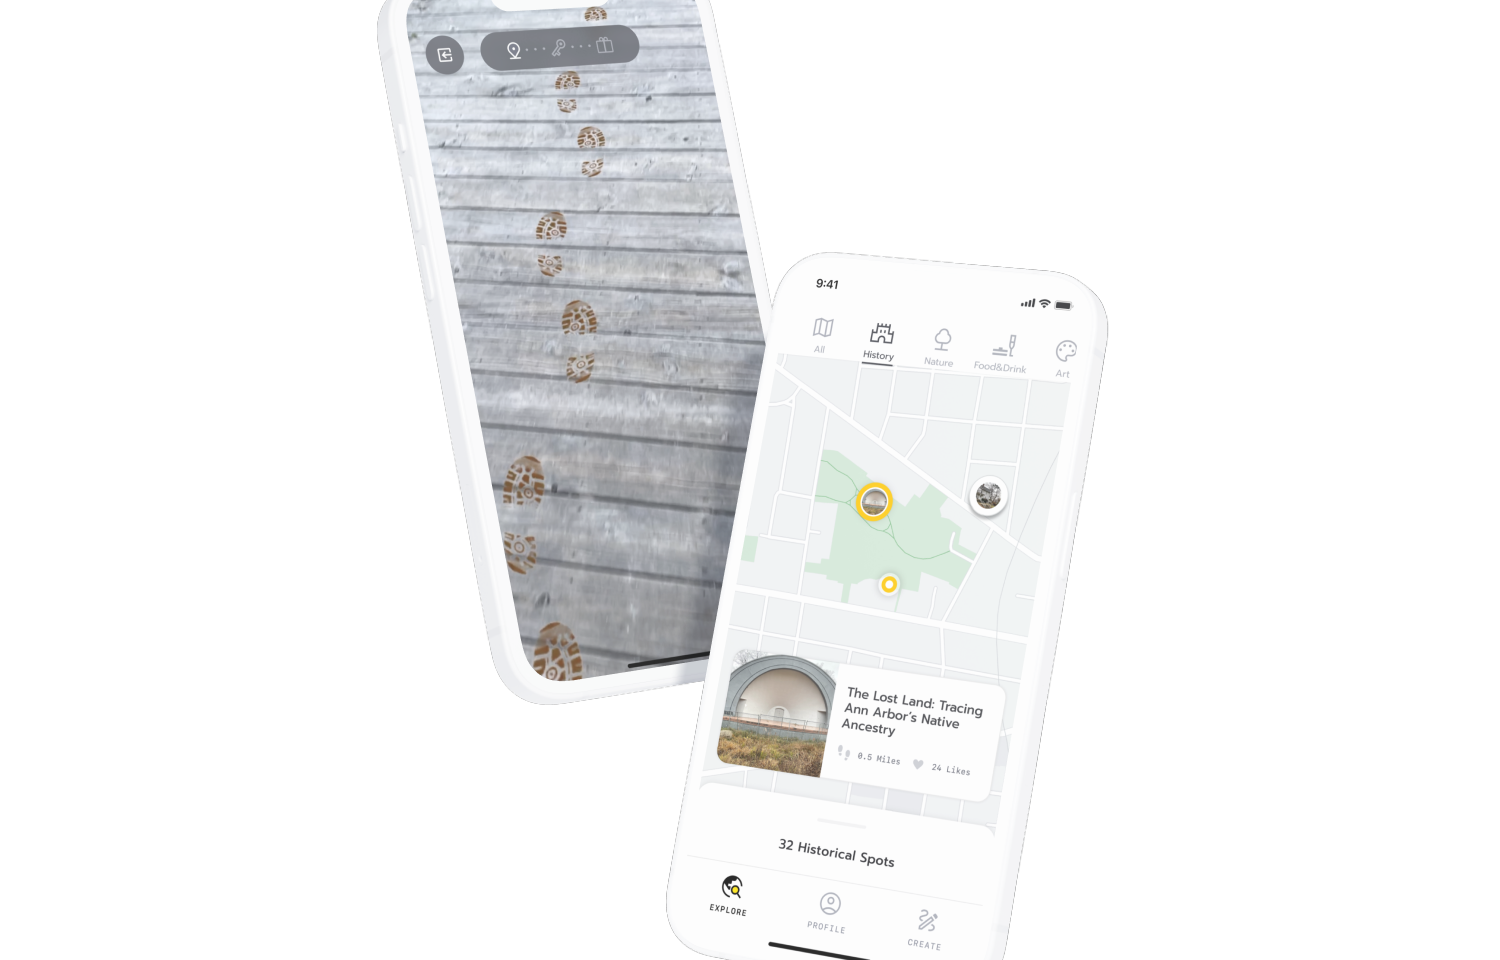 9:41
All
History
Nature
Food&Drink
Art
The Lost Land: Tracing
Ann Arbor's Native
Ancestry
0.5 Miles
24 Likes
32 Historical Spots
EXPLORE
PROFILE
CREATE